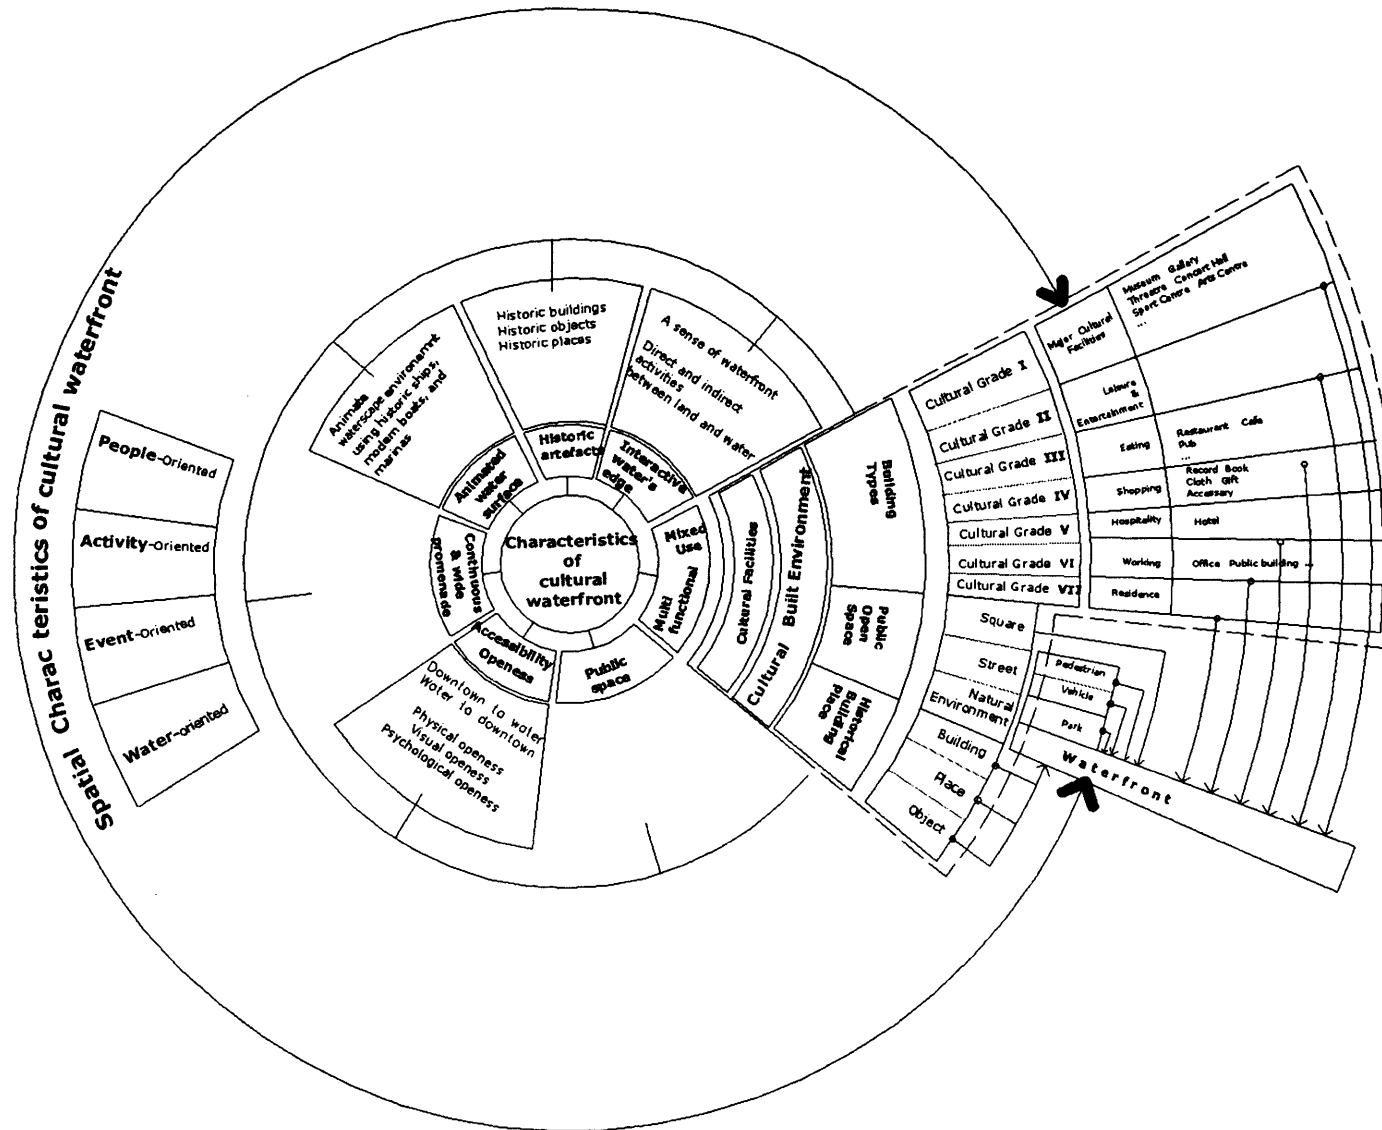 Spatial Charac teristics of cultural waterfront
People-Oriented
Activity-Oriented
Event-Oriented
Water-oriented
Characteristics
of
cultural
waterfront
Animate
waterscape environemnt
using historic ships,
modern boats, and
marinas
Animated
water
surface
Historic buildings
Historic objects
Historic places
Historic
artefacts
A sense of waterfront
Direct and indirect
activities
between land and water
Interactive
water's
edge
Mixed
Use
Multi
functional
Public
space
Accessibility
Openess
Downtown to water
Water to downtown
Physical openess
Visual openess
Psychological openess
Continuous
& wide
promenade
Cultural Facilities
Cultural Built Environment
Building
Types
Public
Open
Space
Historical
Building
place
Cultural Grade I
Cultural Grade II
Cultural Grade III
Cultural Grade IV
Cultural Grade V
Cultural Grade VI
Cultural Grade VII
Square
Street
Natural
Environment
Building
Place
Object
Major Cultural
Facilities
Leisure
&
Entertainment
Eating
Shopping
Hospitality
Working
Residence
Museum Gallery
Threatre Concert Hall
Sport Centre Arts Centre
...
Restaurant Cafe
Pub
...
Record Book
Cloth Gift
Accessary
Hotel
Office Public building ...
Pedestrian
Vehicle
Park
Waterfront